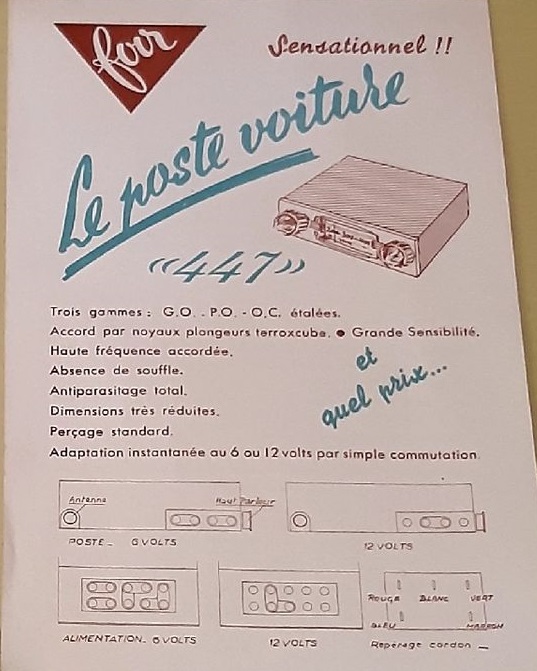 foir
Sensationnel !!
Le poste voiture
«447»
Trois gammes : G.O. - P.O. - O.C. étalées.
Accord par noyaux plongeurs terroxcube. ● Grande Sensibilité.
Haute fréquence accordée.
Absence de souffle.
Antiparasitage total.
Dimensions très réduites.
Perçage standard.
et
quel prix...
Adaptation instantanée au 6 ou 12 volts par simple commutation
Antenne
Haut Parleur
POSTE - 6 VOLTS
12 VOLTS
ROUGE BLANC VERT
BLEU MARRON
ALIMENTATION - 6 VOLTS
12 VOLTS
Reperage cordon -